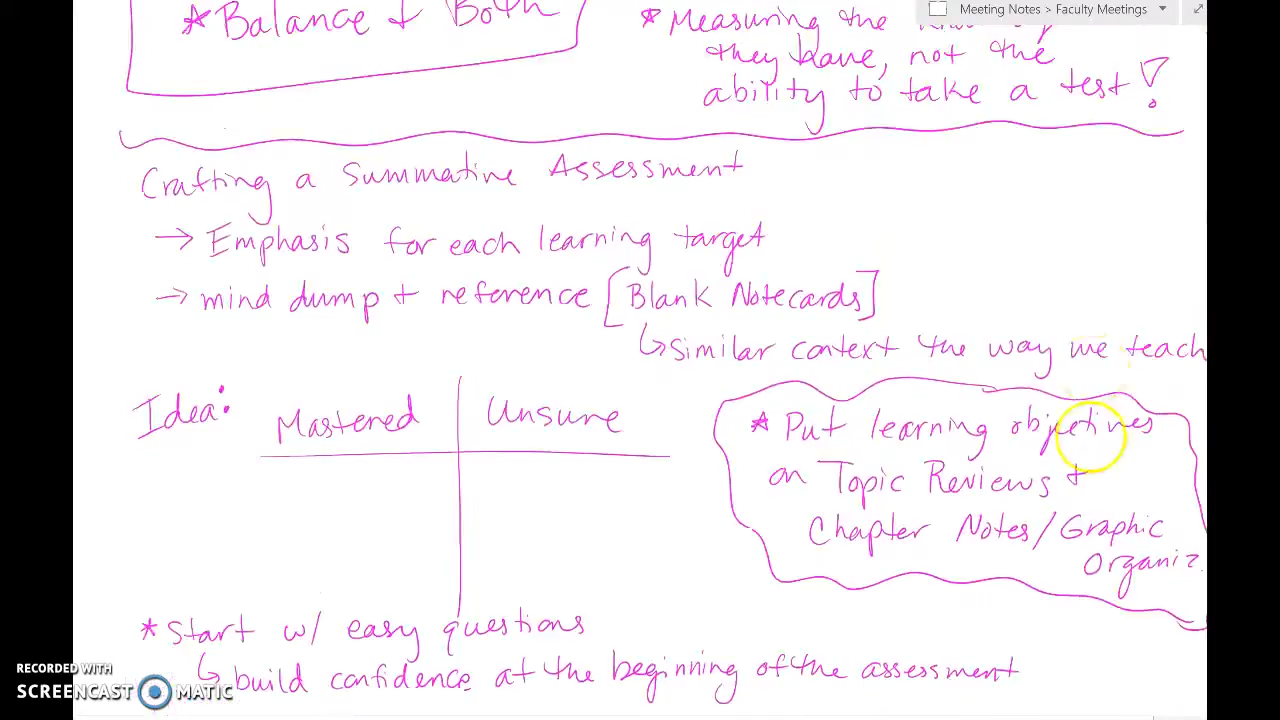 Meeting Notes > Faculty Meetings
* Balance + Both
* Measuring the
they have, not the
ability to take a test!
Crafting a Summative Assessment
→ Emphasis for each learning target
→ mind dump + reference [Blank Notecards]
↳ similar context the way we teach
Idea:
Mastered | Unsure
* Put learning objectives
on Topic Reviews +
Chapter Notes/Graphic
Organiz
* Start w/ easy questions
↳ build confidence at the beginning of the assessment
RECORDED WITH
SCREENCAST MATIC